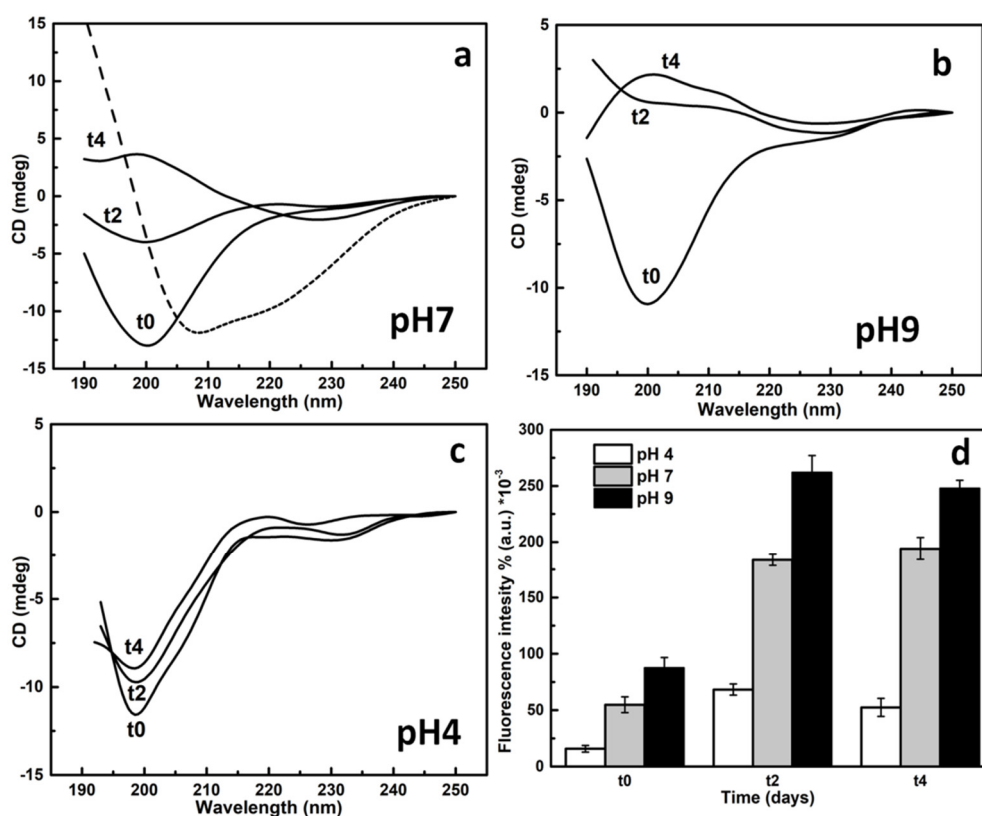 a
15
10
5
0
-5
-10
-15
CD (mdeg)
t4
t2
t0
pH7
190 200 210 220 230 240 250
Wavelength (nm)
b
5
0
-5
-10
-15
CD (mdeg)
t4
t2
t0
pH9
190 200 210 220 230 240 250
Wavelength (nm)
c
5
0
-5
-10
-15
CD (mdeg)
t4
t2
t0
pH4
190 200 210 220 230 240 250
Wavelength (nm)
d
300
250
200
150
100
50
0
Fluorescence intesity % (a.u.) *10⁻³
pH 4
pH 7
pH 9
t0 t2 t4
Time (days)